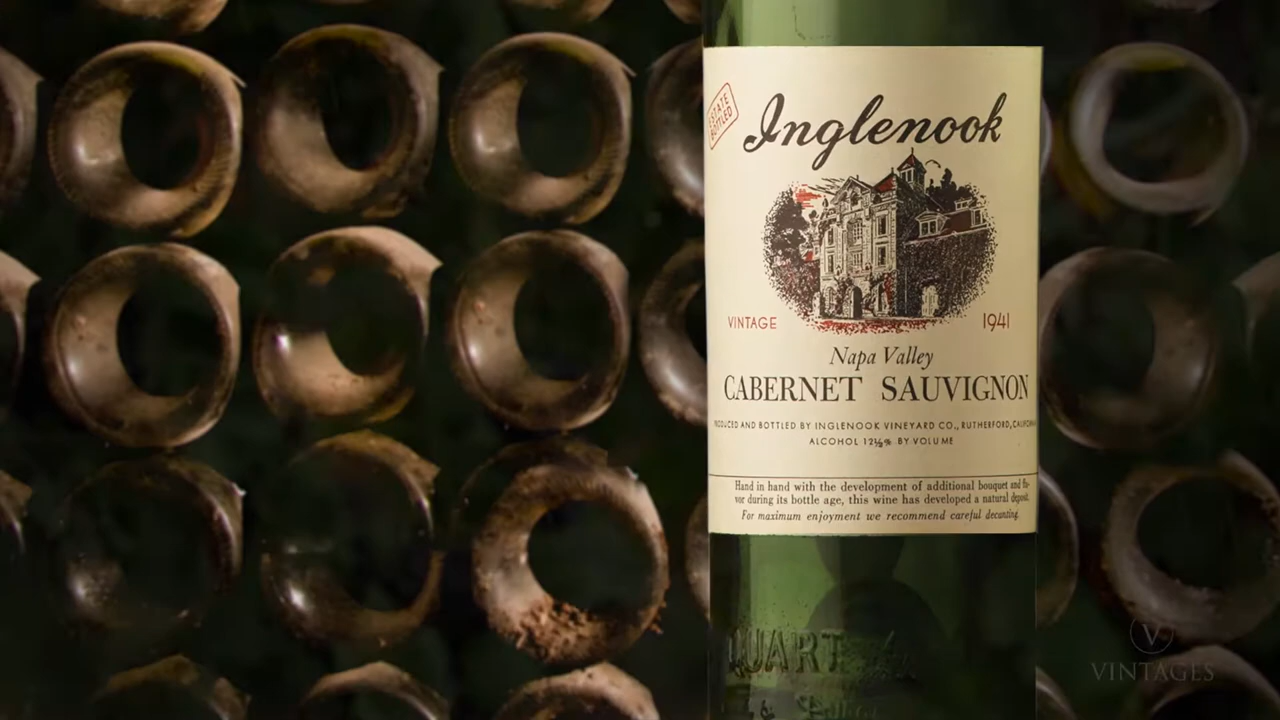 ESTATE
BOTTLED
Inglenook
VINTAGE 1941
Napa Valley
CABERNET SAUVIGNON
PRODUCED AND BOTTLED BY INGLENOOK VINEYARD CO., RUTHERFORD, CALIFORNIA
ALCOHOL 12½% BY VOLUME
Hand in hand with the development of additional bouquet and fla-
vor during its bottle age, this wine has developed a natural deposit.
For maximum enjoyment we recommend careful decanting.
QUART
V
VINTAGES